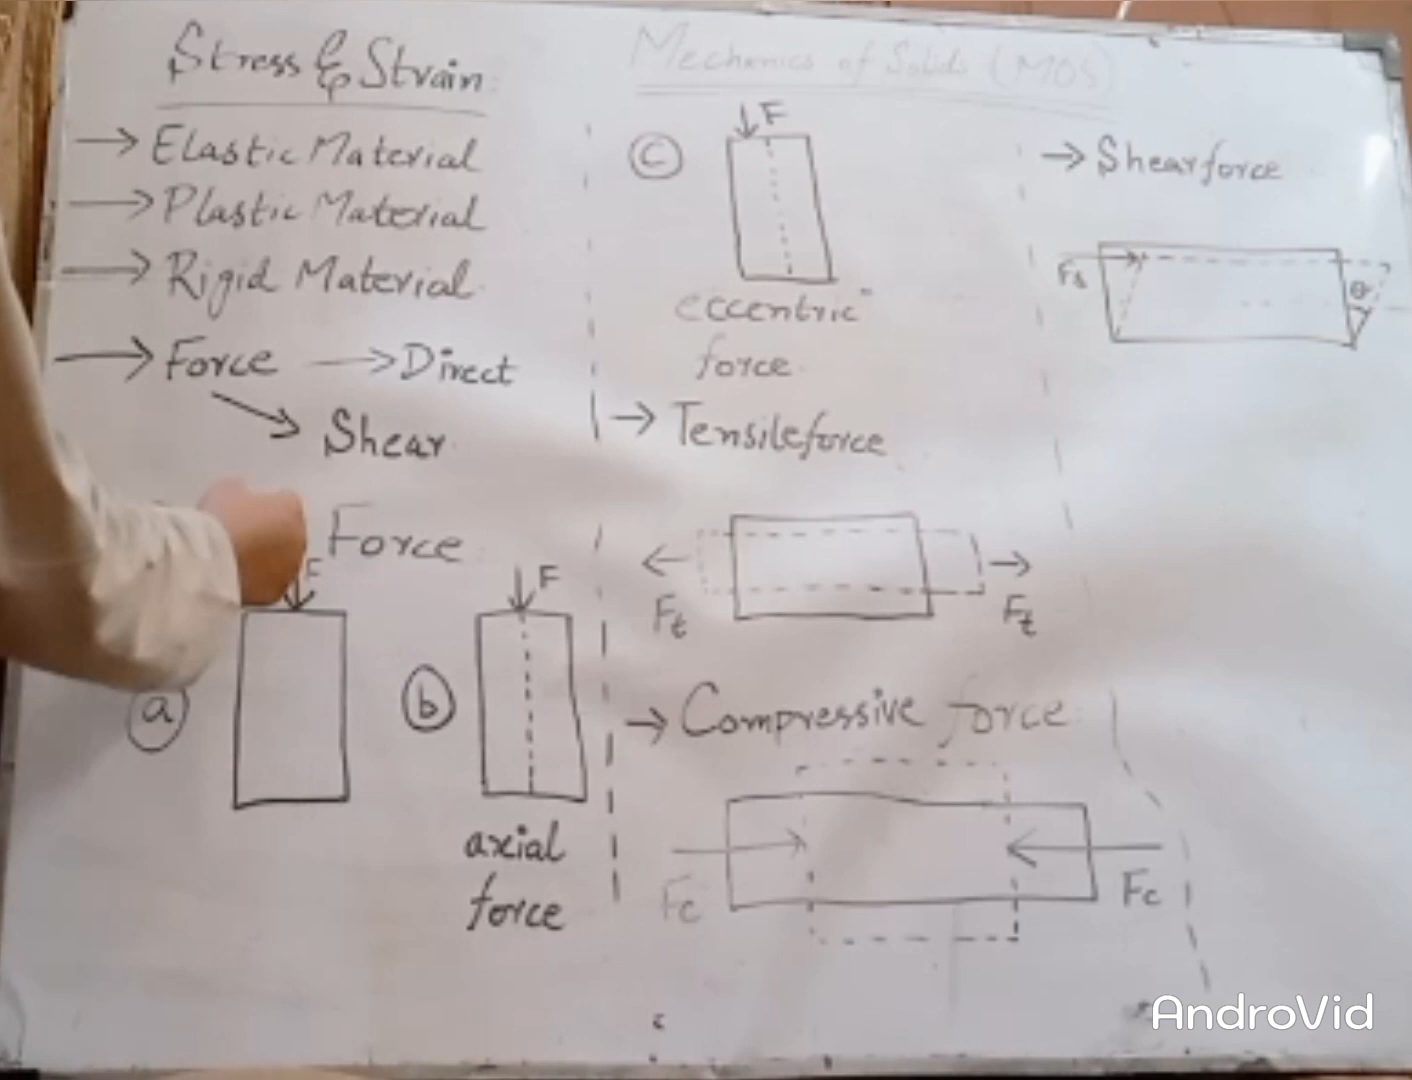 Stress & Strain
Mechanics of Solids (MOS)
→ Elastic Material
→ Plastic Material
→ Rigid Material
→ Force → Direct
→ Shear
Force
F
a
F
b
axial
force
F
c
eccentric
force
→ Tensile force
Ft
Ft
→ Compressive force
Fc
Fc
→ Shear force
Fs
θ
AndroVid